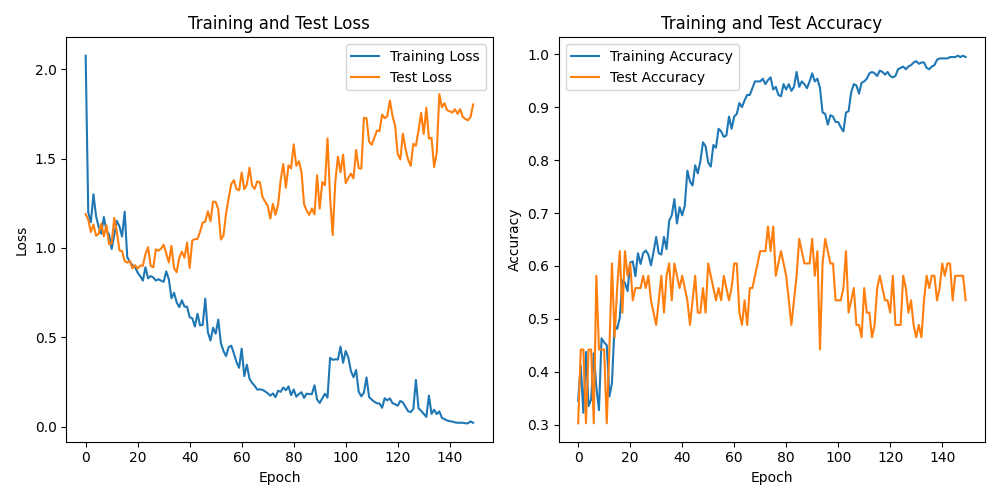 Training and Test Loss
Training Loss
Test Loss
2.0
1.5
1.0
0.5
0.0
Loss
0 20 40 60 80 100 120 140
Epoch
Training and Test Accuracy
Training Accuracy
Test Accuracy
1.0
0.9
0.8
0.7
0.6
0.5
0.4
0.3
Accuracy
0 20 40 60 80 100 120 140
Epoch